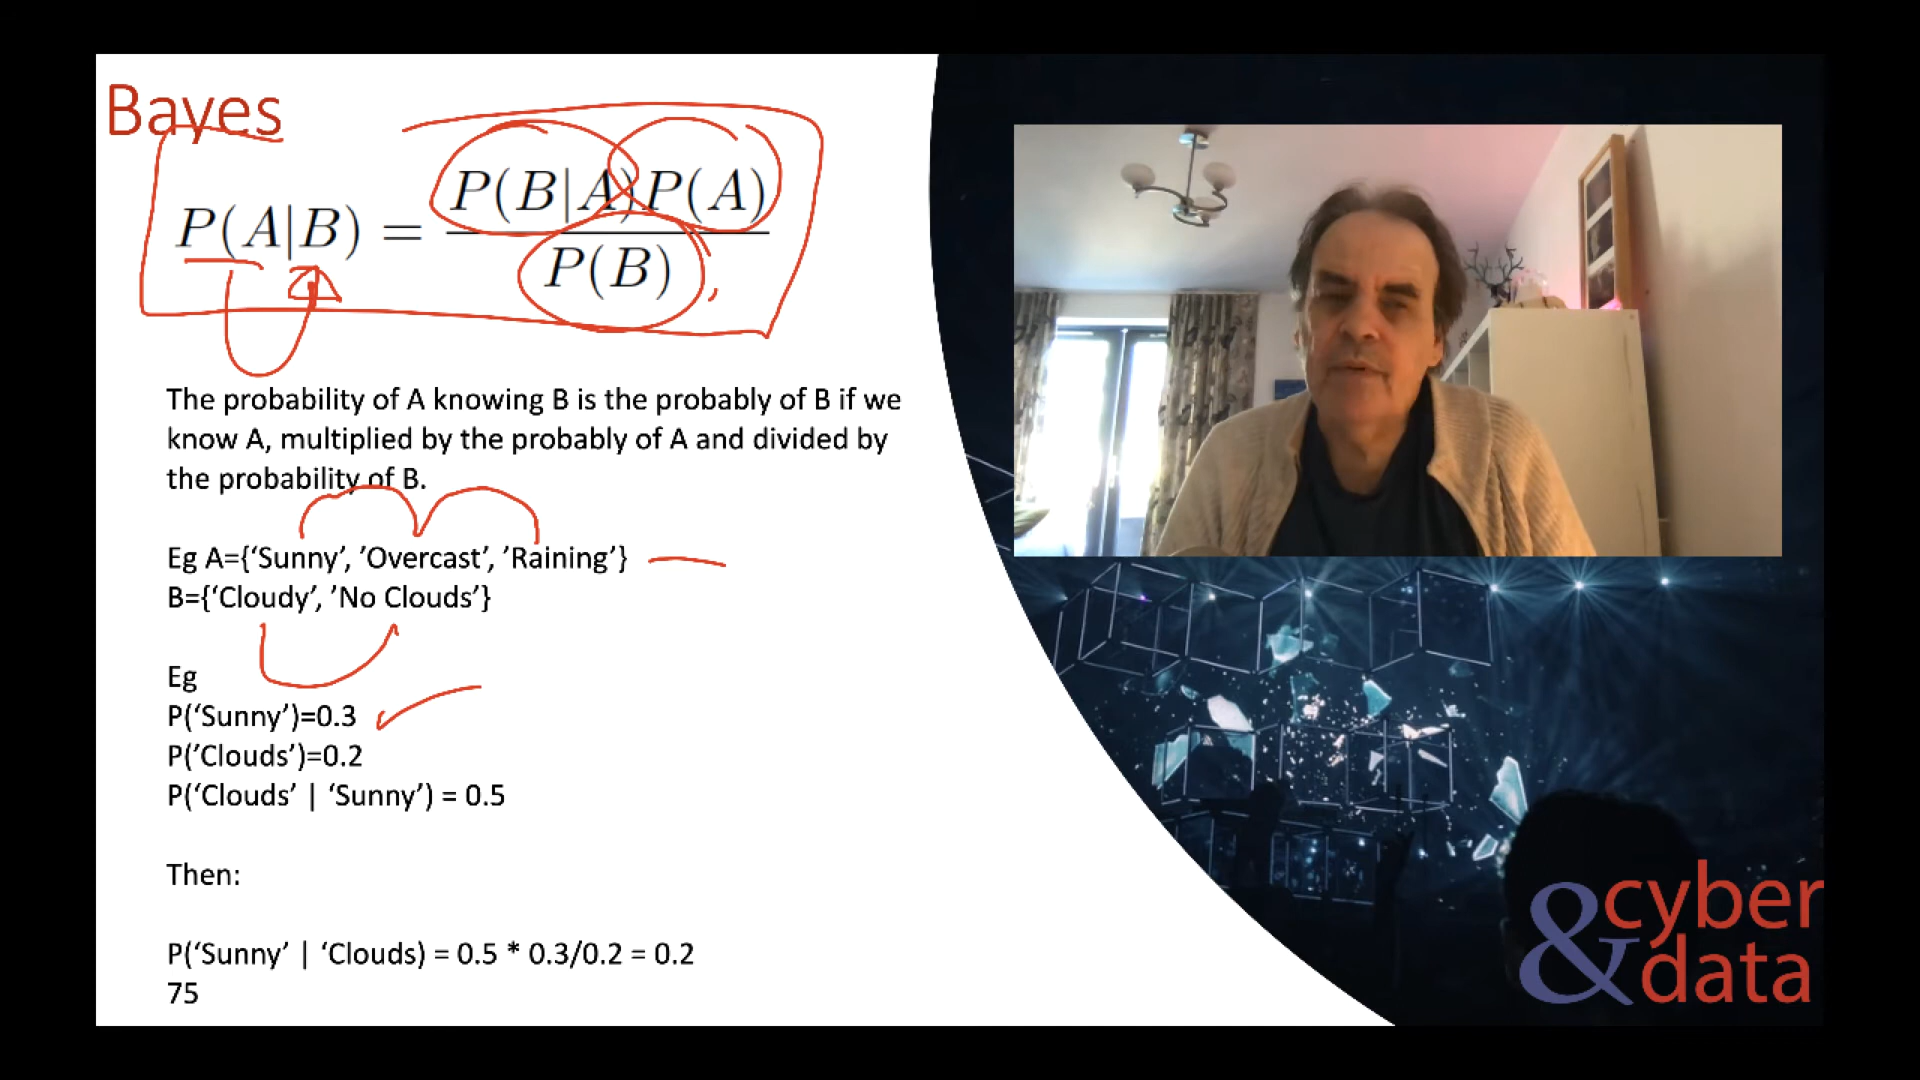 Bayes
P(A|B) = P(B|A)P(A) / P(B)
The probability of A knowing B is the probably of B if we
know A, multiplied by the probably of A and divided by
the probability of B.
Eg A={‘Sunny’, ’Overcast’, ’Raining’}
B={‘Cloudy’, ’No Clouds’}
Eg
P(‘Sunny’)=0.3
P(’Clouds’)=0.2
P(‘Clouds’ | ‘Sunny’) = 0.5
Then:
P(‘Sunny’ | ‘Clouds) = 0.5 * 0.3/0.2 = 0.2
75
&cyber
data